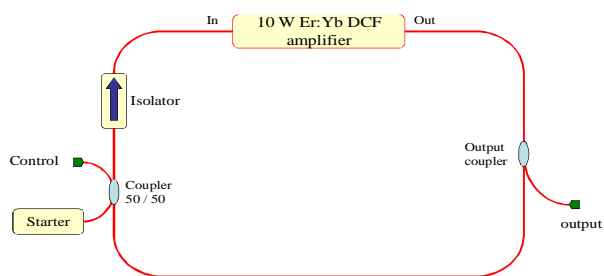 In
10 W Er:Yb DCF
amplifier
Out
Isolator
Control
Coupler
50 / 50
Starter
Output
coupler
output